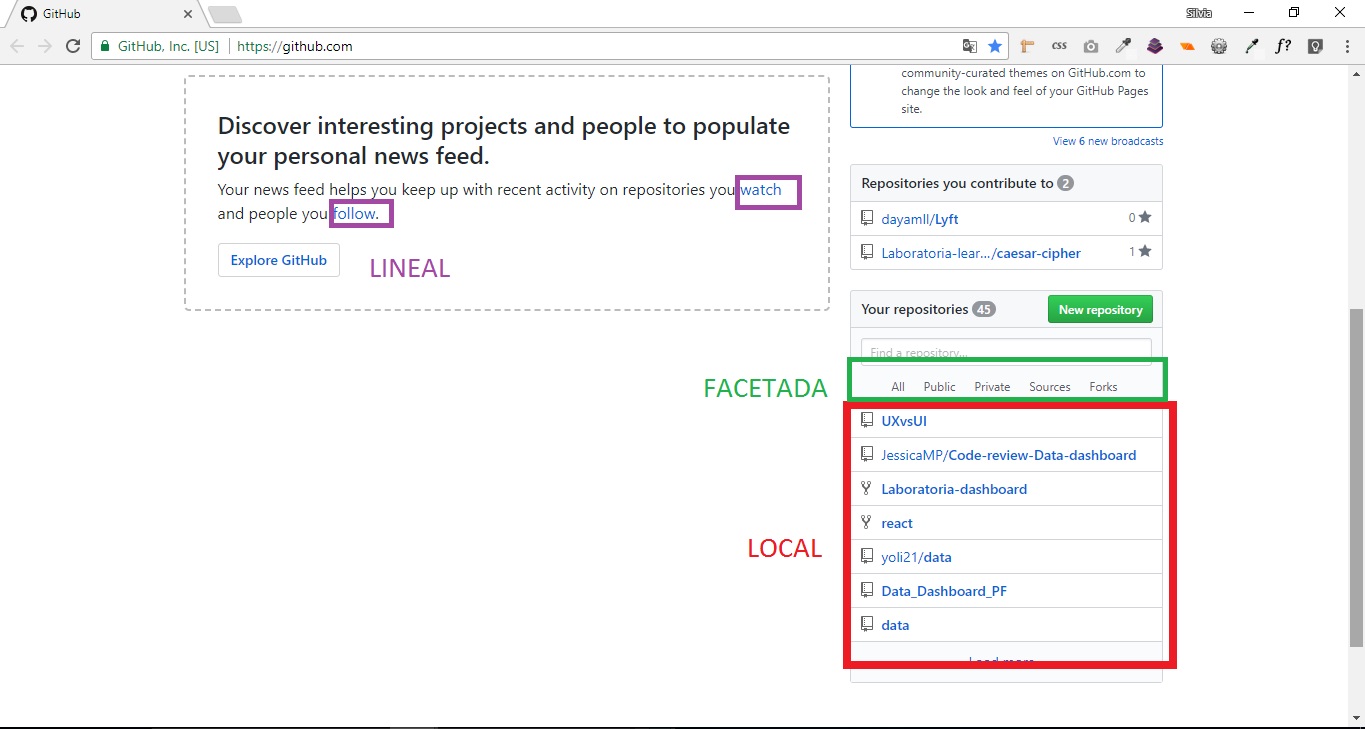 GitHub
Silvia
GitHub, Inc. [US] https://github.com
css
f?
community-curated themes on GitHub.com to
change the look and feel of your GitHub Pages
site.
View 6 new broadcasts
Discover interesting projects and people to populate
your personal news feed.
Your news feed helps you keep up with recent activity on repositories you watch
and people you follow.
Explore GitHub
LINEAL
Repositories you contribute to 2
dayamll/Lyft 0
Laboratoria-lear.../caesar-cipher 1
Your repositories 45 New repository
Find a repository...
FACETADA
All Public Private Sources Forks
UXvsUI
JessicaMP/Code-review-Data-dashboard
Laboratoria-dashboard
react
LOCAL
yoli21/data
Data_Dashboard_PF
data
Load more